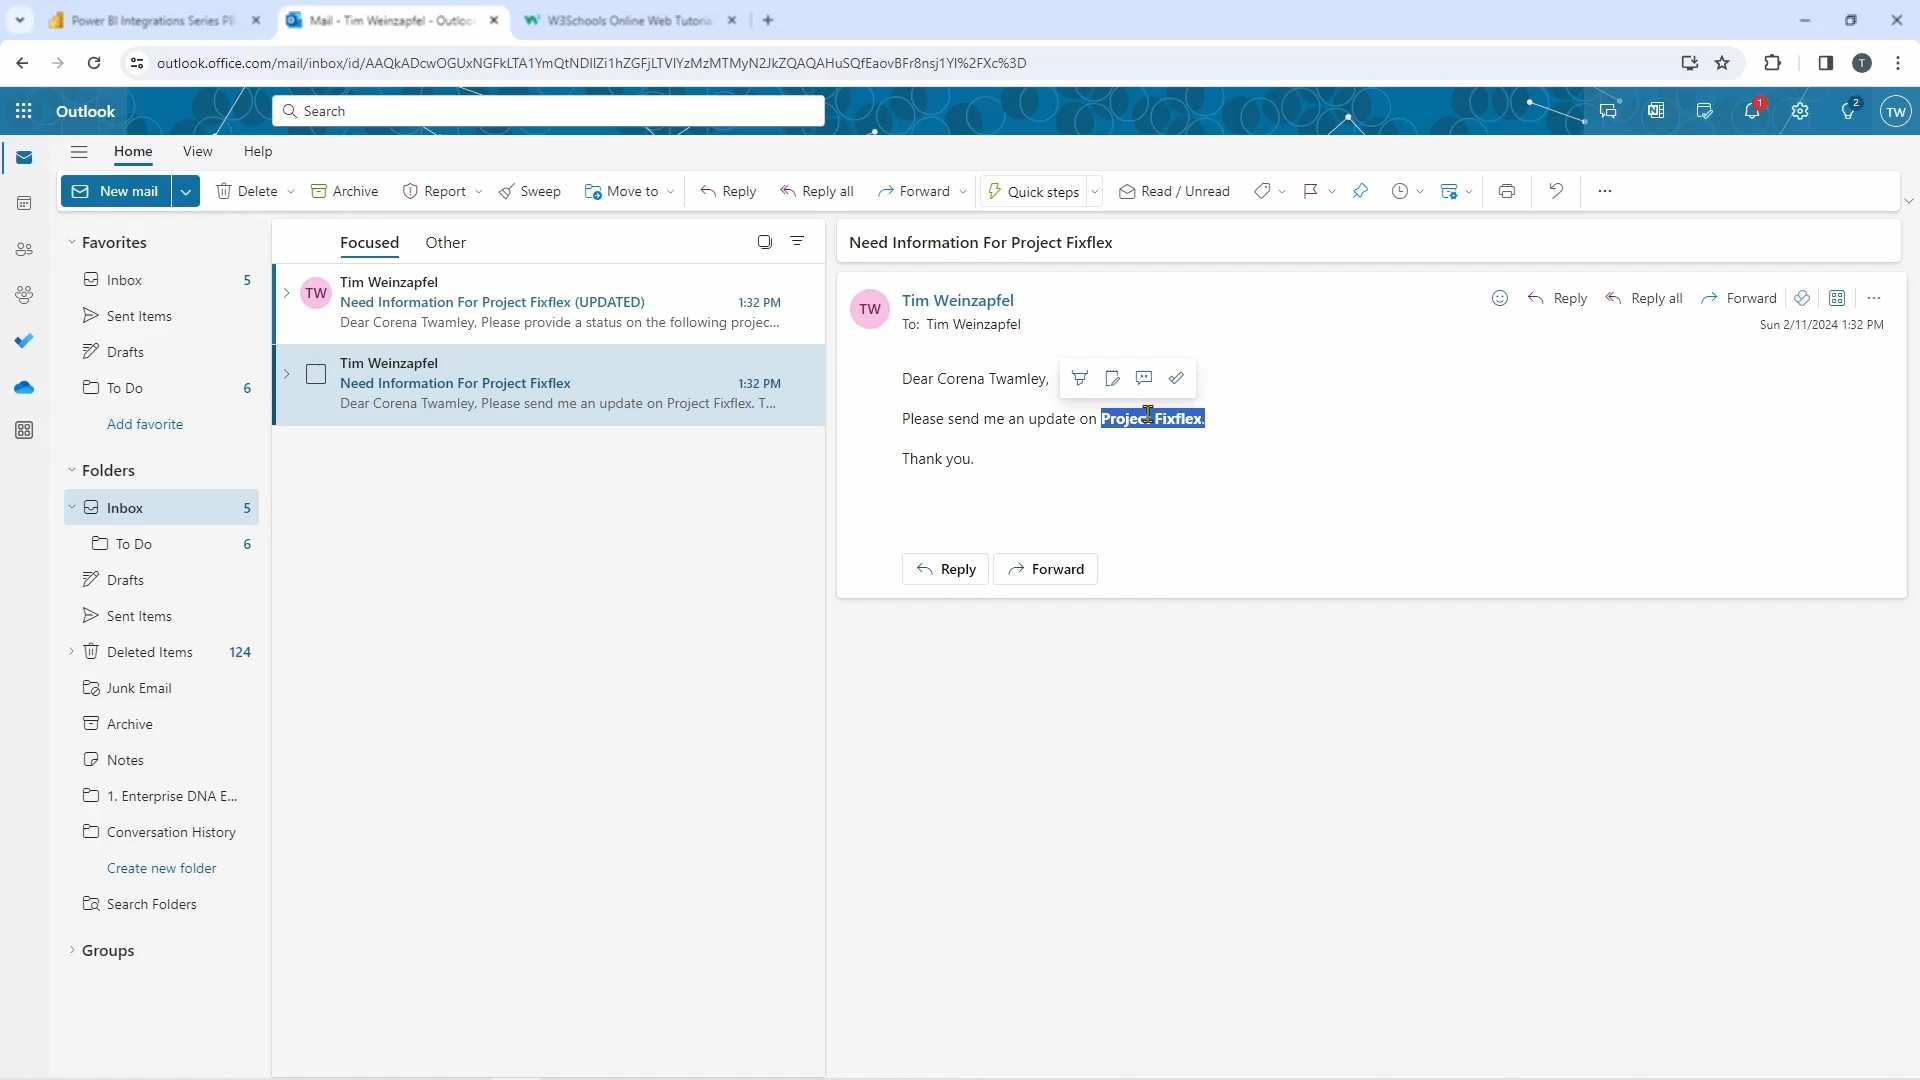 Power BI Integrations Series PB
Mail - Tim Weinzapfel - Outlook
W3Schools Online Web Tutoria
outlook.office.com/mail/inbox/id/
Outlook
Search
1
2
TW
T
Home
View
Help
New mail
Delete
Archive
Report
Sweep
Move to
Reply
Reply all
Forward
Quick steps
Read / Unread
Favorites
Inbox 5
Sent Items
Drafts
To Do 6
Add favorite
Folders
Inbox 5
To Do 6
Drafts
Sent Items
Deleted Items 124
Junk Email
Archive
Notes
1. Enterprise DNA E...
Conversation History
Create new folder
Search Folders
Groups
Focused Other
TW
Tim Weinzapfel
Need Information For Project Fixflex (UPDATED) 1:32 PM
Dear Corena Twamley, Please provide a status on the following projec...
Tim Weinzapfel
Need Information For Project Fixflex 1:32 PM
Dear Corena Twamley, Please send me an update on Project Fixflex. T...
Need Information For Project Fixflex
TW
Tim Weinzapfel
To: Tim Weinzapfel
Reply
Reply all
Forward
Sun 2/11/2024 1:32 PM
Dear Corena Twamley,
Please send me an update on Project Fixflex.
Thank you.
Reply
Forward